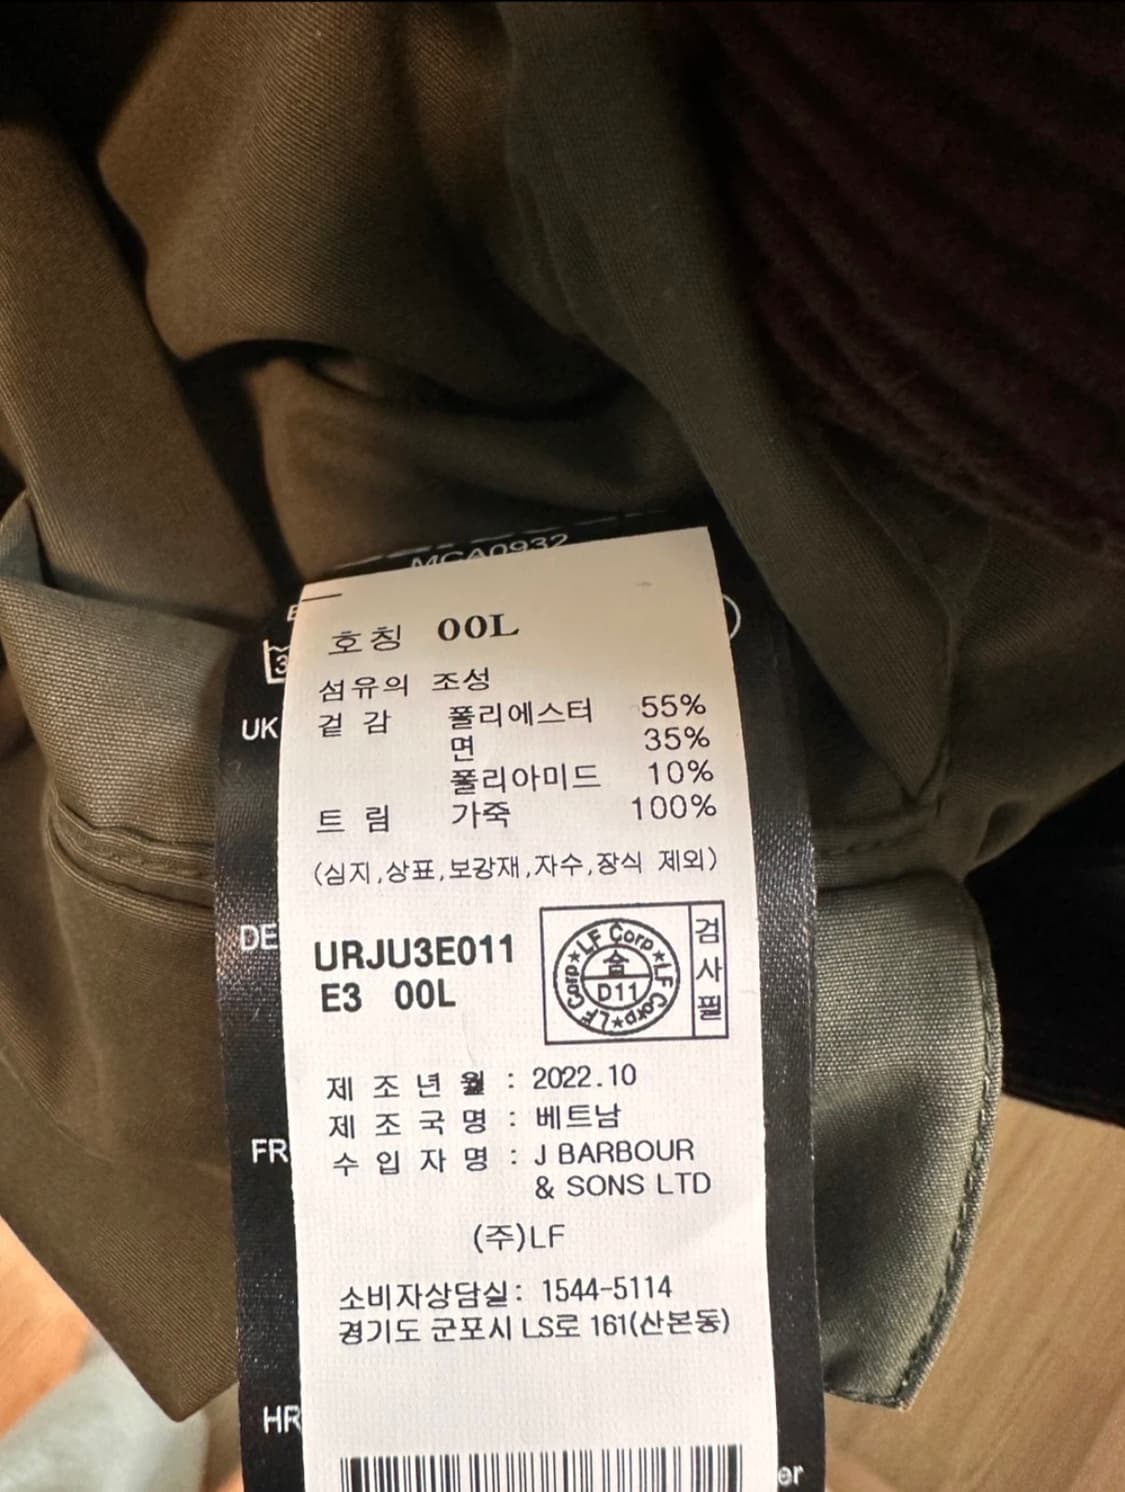 MCA0932
호칭 00L
섬유의 조성
겉 감 폴리에스터 55%
면 35%
폴리아미드 10%
트 림 가죽 100%
(심지,상표,보강재,자수,장식 제외)
UK
DE
FR
HR
URJU3E011
E3 00L
LF Corp★LF Corp★LF Corp★
合
D11
검사필
제 조 년 월 : 2022.10
제 조 국 명 : 베트남
수 입 자 명 : J BARBOUR
& SONS LTD
(주)LF
소비자상담실: 1544-5114
경기도 군포시 LS로 161(산본동)